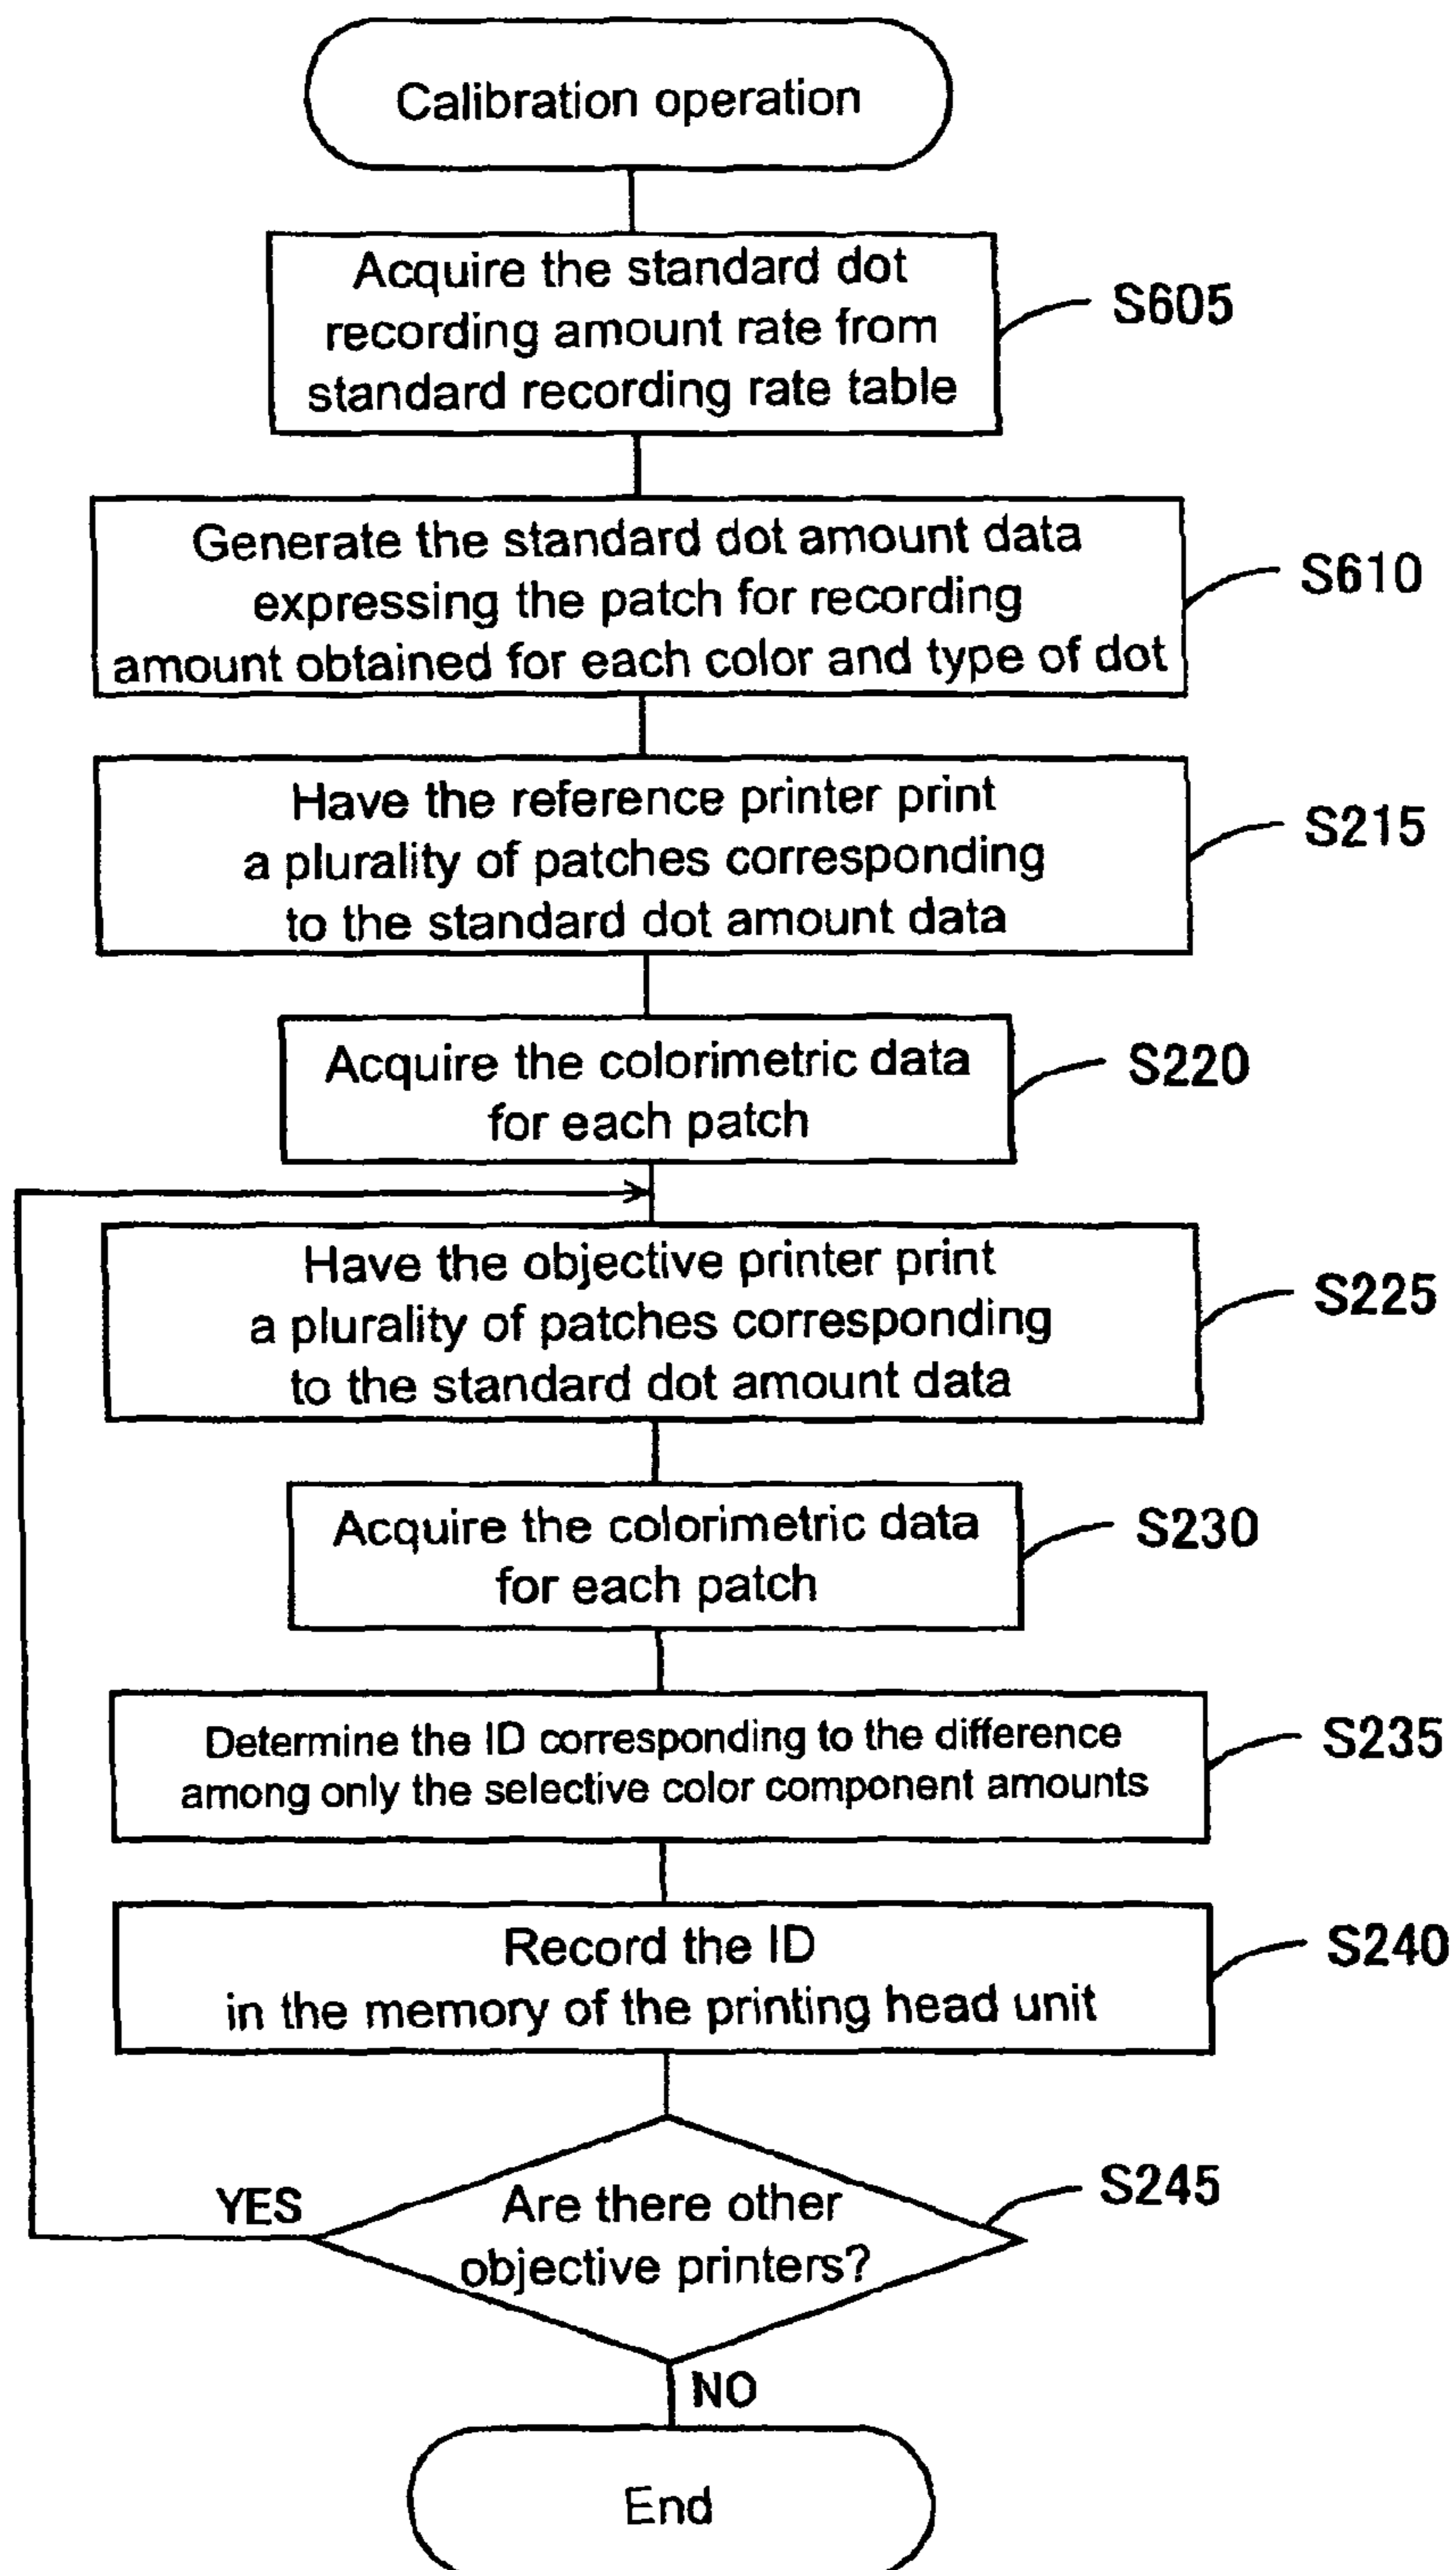 Calibration operation
Acquire the standard dot
recording amount rate from
standard recording rate table
S605
Generate the standard dot amount data
expressing the patch for recording
amount obtained for each color and type of dot
S610
Have the reference printer print
a plurality of patches corresponding
to the standard dot amount data
S215
Acquire the colorimetric data
for each patch
S220
Have the objective printer print
a plurality of patches corresponding
to the standard dot amount data
S225
Acquire the colorimetric data
for each patch
S230
Determine the ID corresponding to the difference
among only the selective color component amounts
S235
Record the ID
in the memory of the printing head unit
S240
YES
Are there other
objective printers?
S245
NO
End